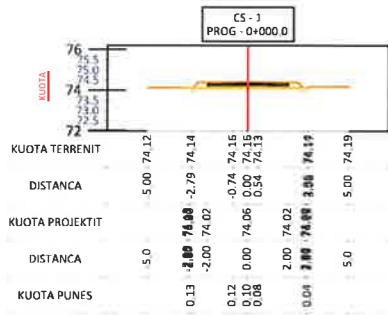 CS - 1
PROG - 0+000.0
KUOTA
76
75.5
75.0
74.5
74
73.5
73.0
72.5
72
KUOTA TERRENIT
74.12 74.14 74.16 74.16 74.13 74.19
DISTANCA
-5.00 -2.79 -0.74 0.00 0.54 5.00
KUOTA PROJEKTIT
74.02 74.06 74.02
DISTANCA
-5.0 -2.00 0.00 2.00 5.0
KUOTA PUNES
0.13 0.12 0.10 0.08 0.04